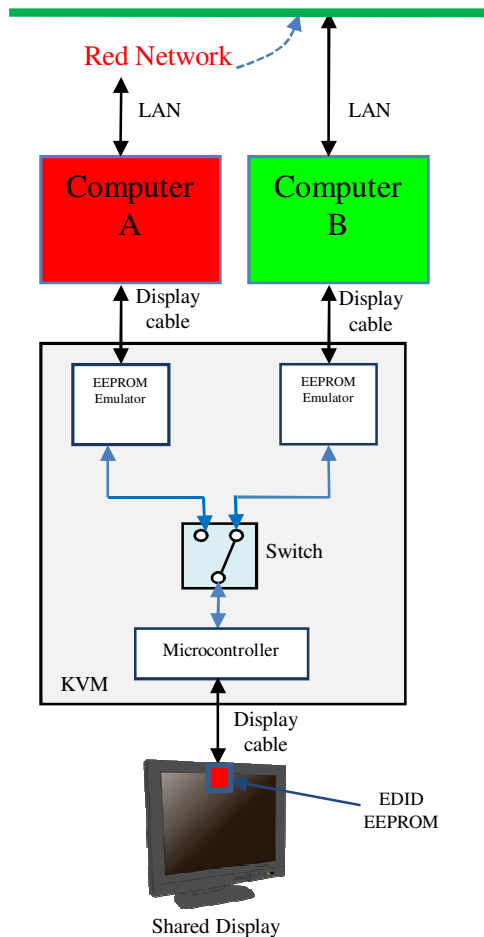 Red Network
LAN
LAN
Computer
A
Computer
B
Display
cable
Display
cable
EEPROM
Emulator
EEPROM
Emulator
Switch
Microcontroller
KVM
Display
cable
EDID
EEPROM
Shared Display